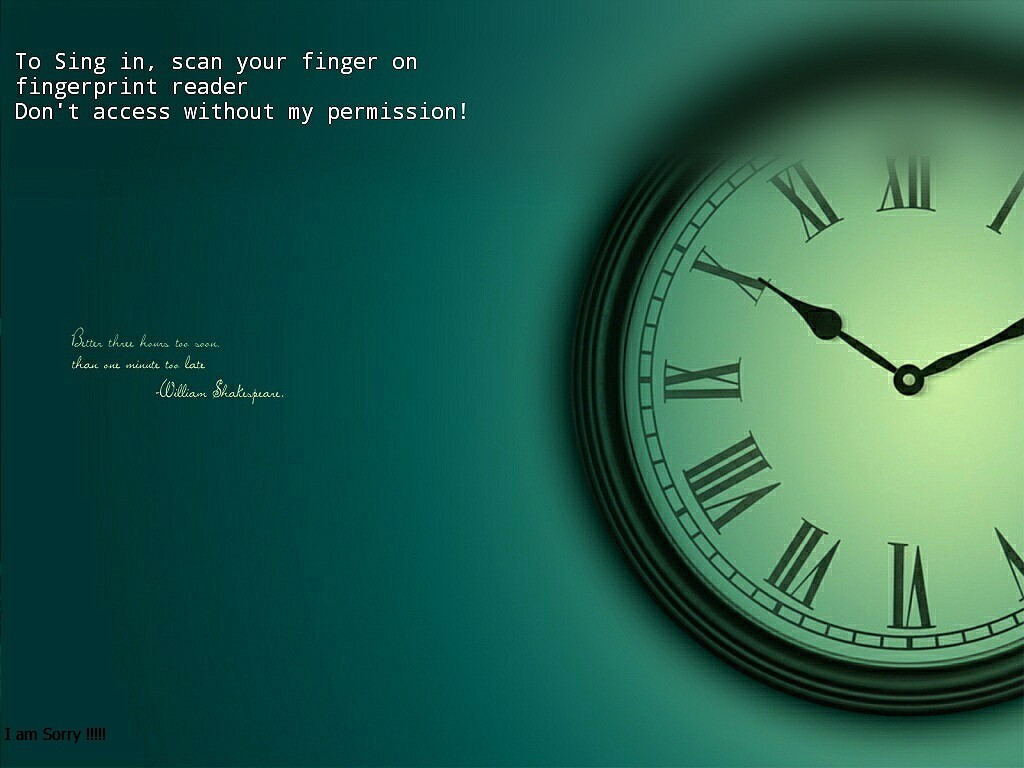 To Sing in, scan your finger on
fingerprint reader
Don't access without my permission!
XII
XI
X
Better three hours too soon,
than one minute too late
-William Shakespeare.
IX
VIII
VII
VI
I am Sorry !!!!!